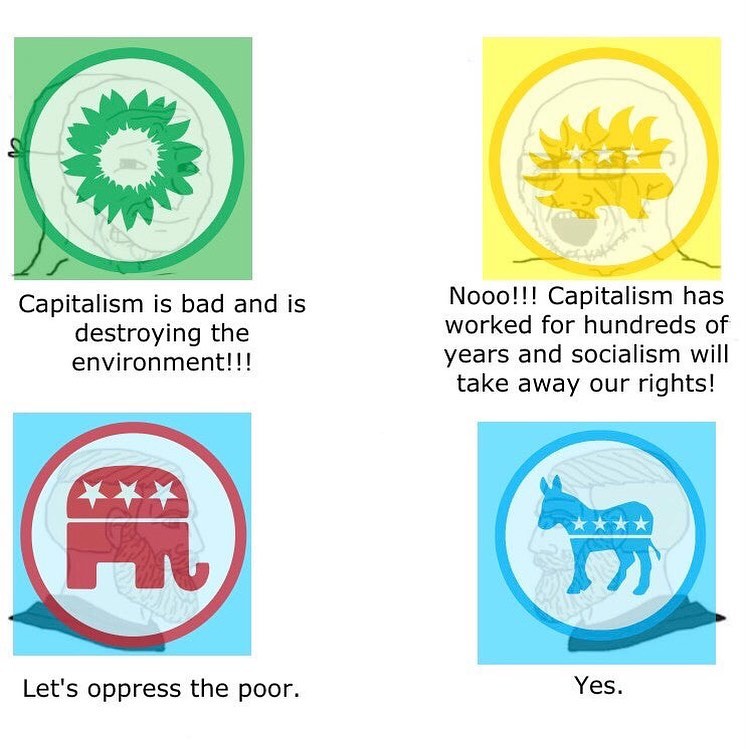 Capitalism is bad and is
destroying the
environment!!!
Nooo!!! Capitalism has
worked for hundreds of
years and socialism will
take away our rights!
Let's oppress the poor.
Yes.